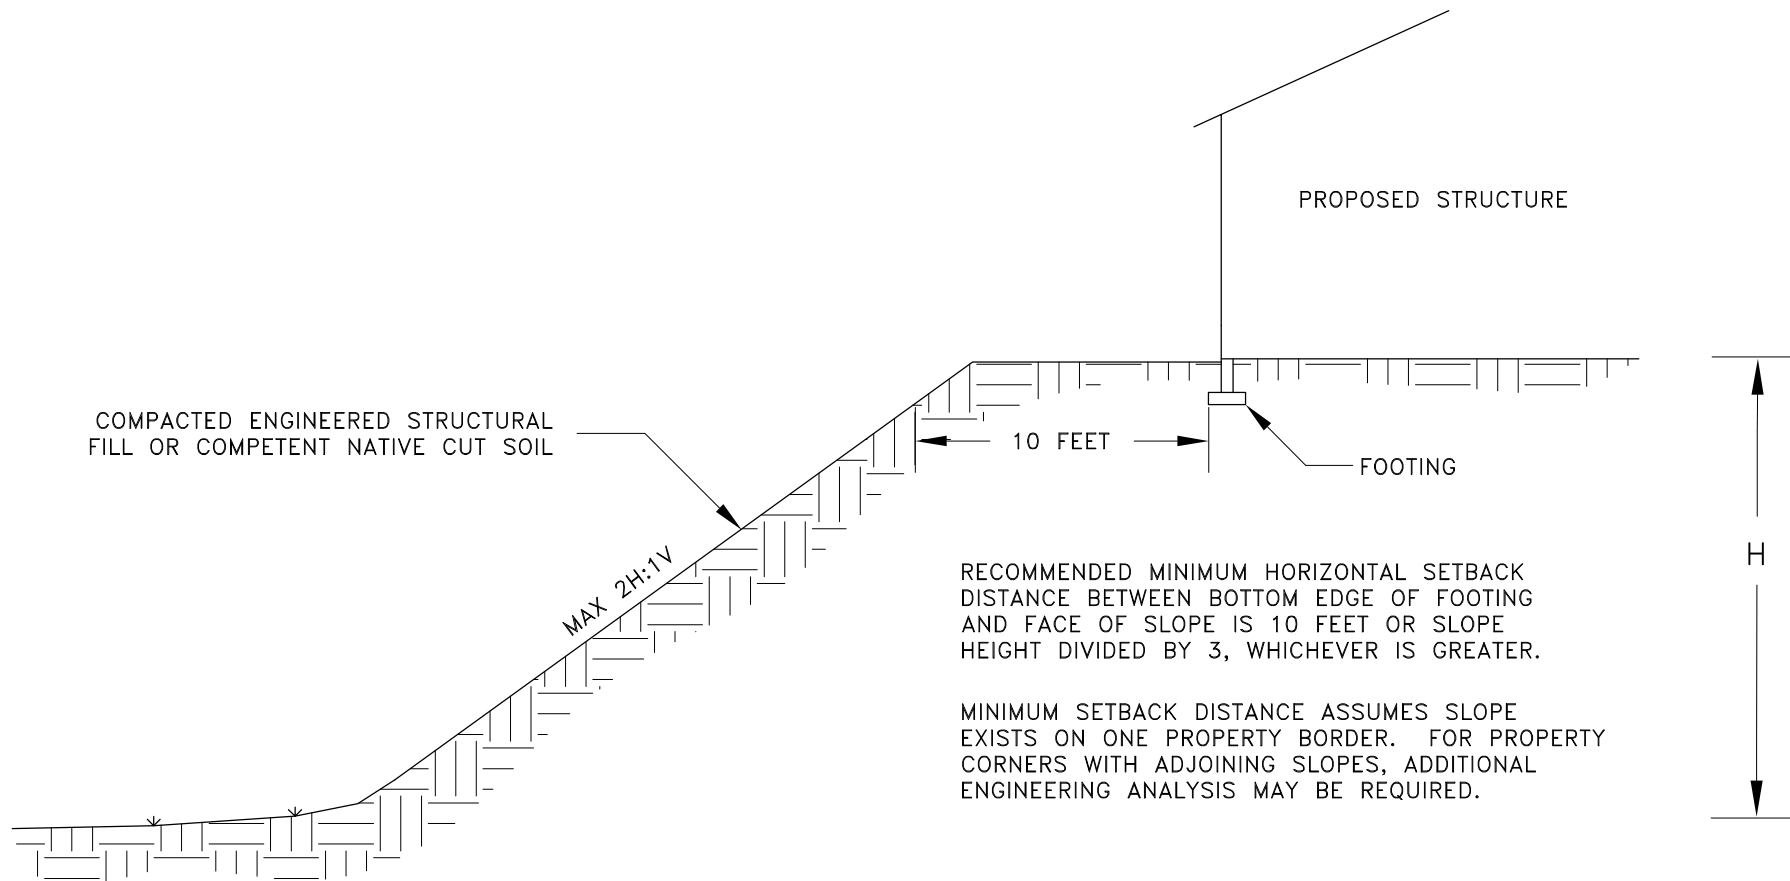 PROPOSED STRUCTURE
COMPACTED ENGINEERED STRUCTURAL
FILL OR COMPETENT NATIVE CUT SOIL
10 FEET
FOOTING
MAX 2H:1V
H
RECOMMENDED MINIMUM HORIZONTAL SETBACK
DISTANCE BETWEEN BOTTOM EDGE OF FOOTING
AND FACE OF SLOPE IS 10 FEET OR SLOPE
HEIGHT DIVIDED BY 3, WHICHEVER IS GREATER.
MINIMUM SETBACK DISTANCE ASSUMES SLOPE
EXISTS ON ONE PROPERTY BORDER. FOR PROPERTY
CORNERS WITH ADJOINING SLOPES, ADDITIONAL
ENGINEERING ANALYSIS MAY BE REQUIRED.